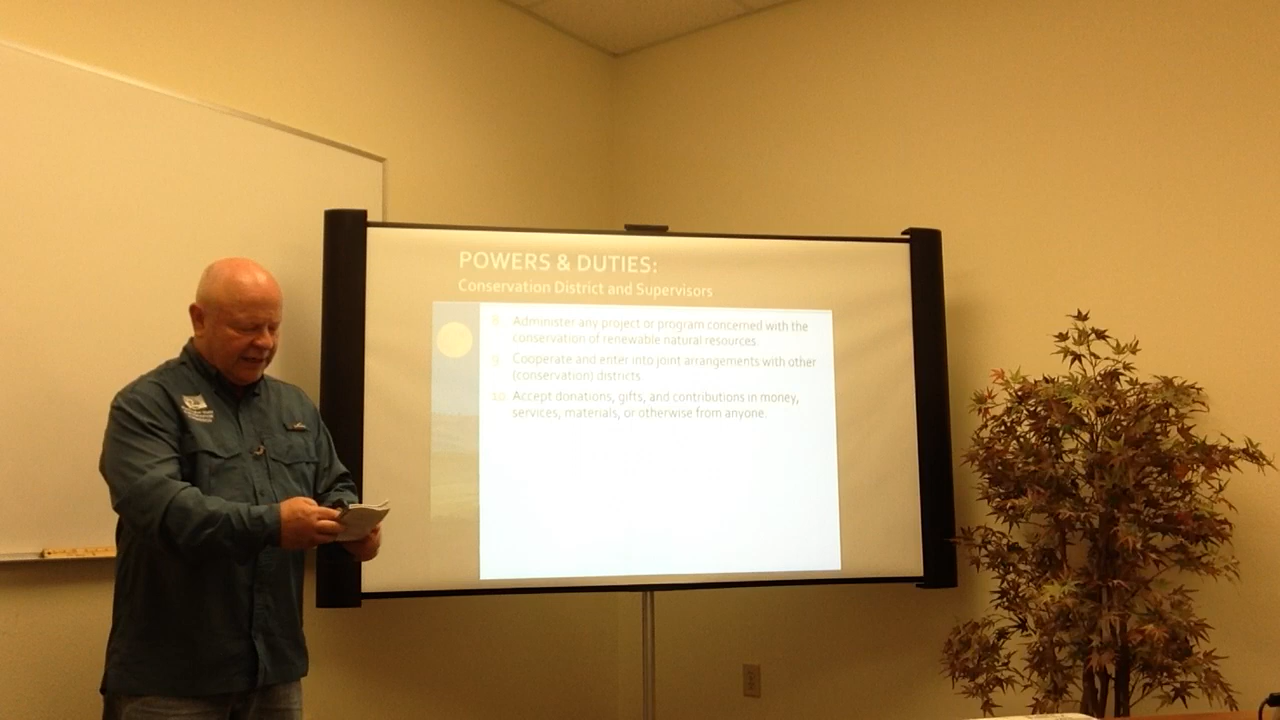 POWERS & DUTIES:
Conservation District and Supervisors
8. Administer any project or program concerned with the
conservation of renewable natural resources.
9. Cooperate and enter into joint arrangements with other
(conservation) districts.
10. Accept donations, gifts, and contributions in money,
services, materials, or otherwise from anyone.